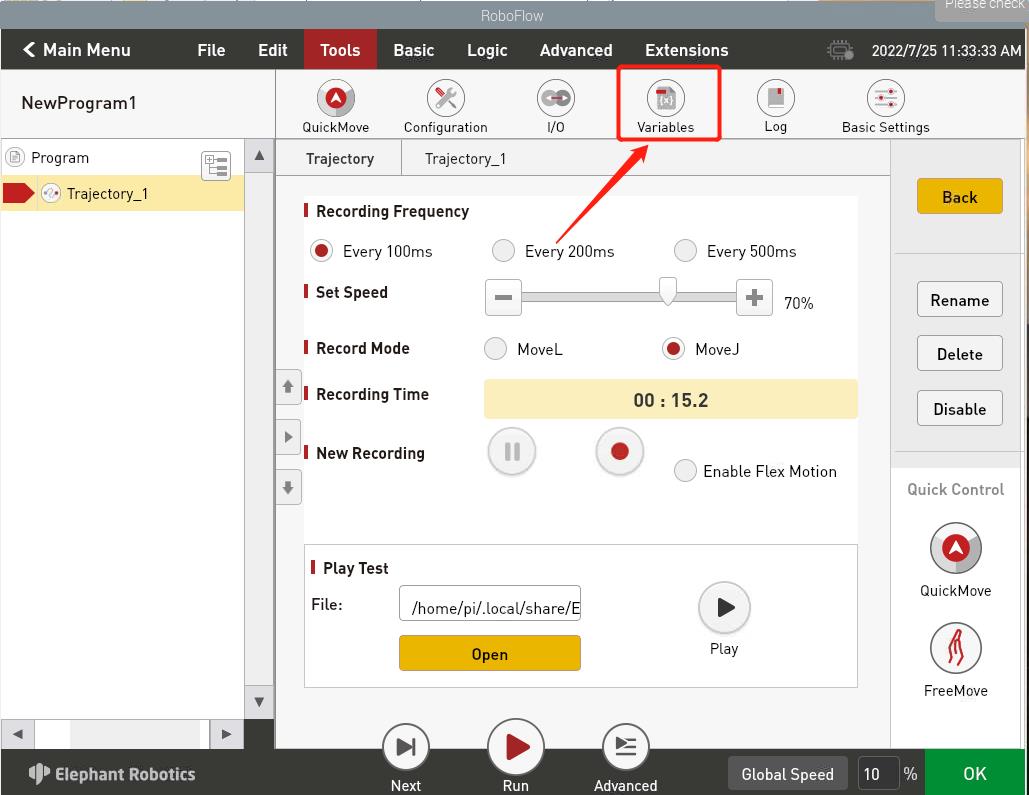 RoboFlow
Please check
Main Menu File Edit Tools Basic Logic Advanced Extensions 2022/7/25 11:33:33 AM
NewProgram1
QuickMove Configuration I/O {x} Variables Log Basic Settings
Program
Trajectory_1
Trajectory Trajectory_1
Recording Frequency
Every 100ms Every 200ms Every 500ms
Set Speed 70%
Record Mode MoveL MoveJ
Recording Time 00 : 15.2
New Recording
Enable Flex Motion
Play Test
File: /home/pi/.local/share/E
Open
Play
Back
Rename
Delete
Disable
Quick Control
QuickMove
FreeMove
Elephant Robotics
Next Run Advanced
Global Speed 10 % OK